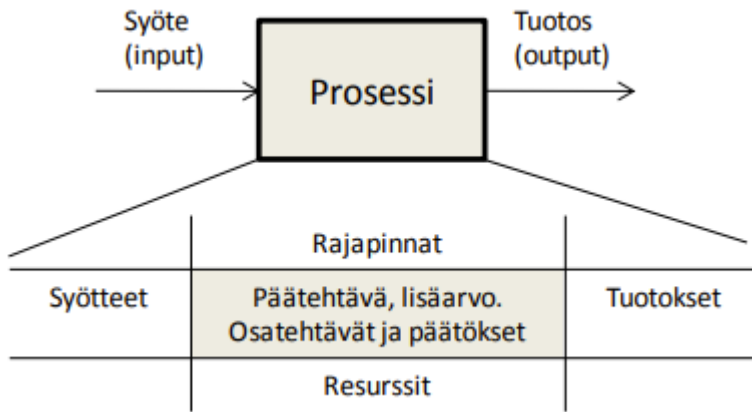 Syöte
(input)
Tuotos
(output)
Prosessi
Rajapinnat
Syötteet
Päätehtävä, lisäarvo.
Osatehtävät ja päätökset
Tuotokset
Resurssit